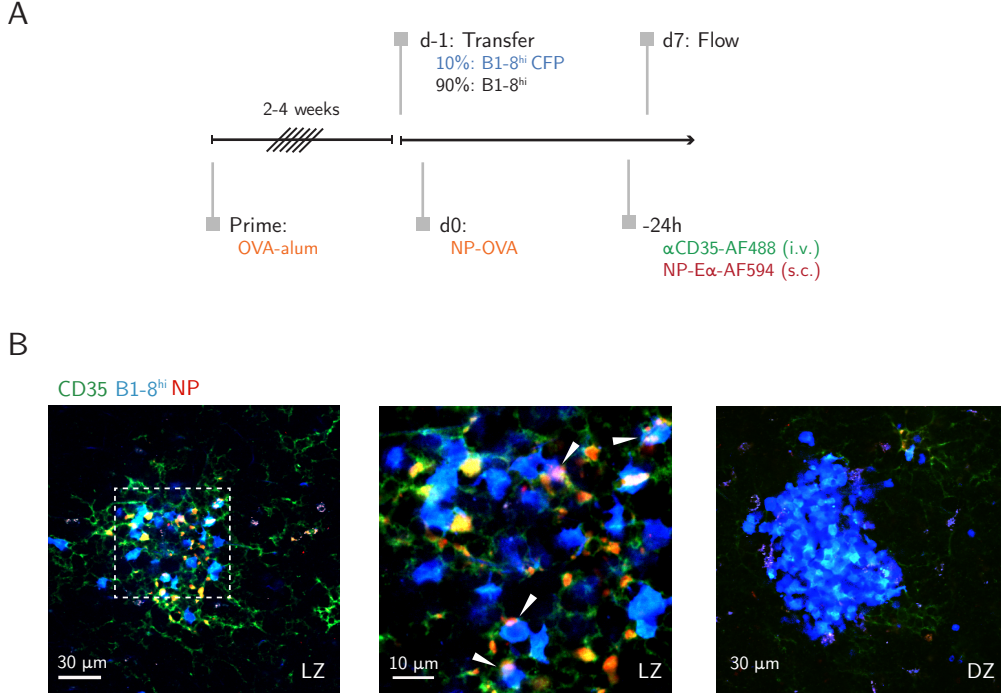 A
d-1: Transfer
10%: B1-8ʰⁱ CFP
90%: B1-8ʰⁱ
d7: Flow
2-4 weeks
Prime:
OVA-alum
d0:
NP-OVA
-24h
αCD35-AF488 (i.v.)
NP-Eα-AF594 (s.c.)
B
CD35 B1-8ʰⁱ NP
30 µm
LZ
10 µm
LZ
30 µm
DZ